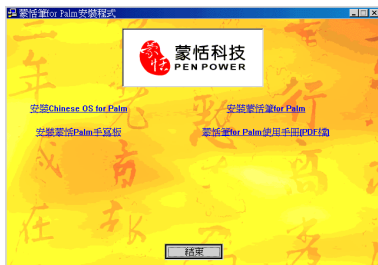 蒙恬筆for Palm安裝程式
蒙恬
蒙恬科技
PENPOWER
安裝Chinese OS for Palm
安裝蒙恬筆for Palm
安裝蒙恬Palm手寫板
蒙恬筆for Palm使用手冊(PDF檔)
結束